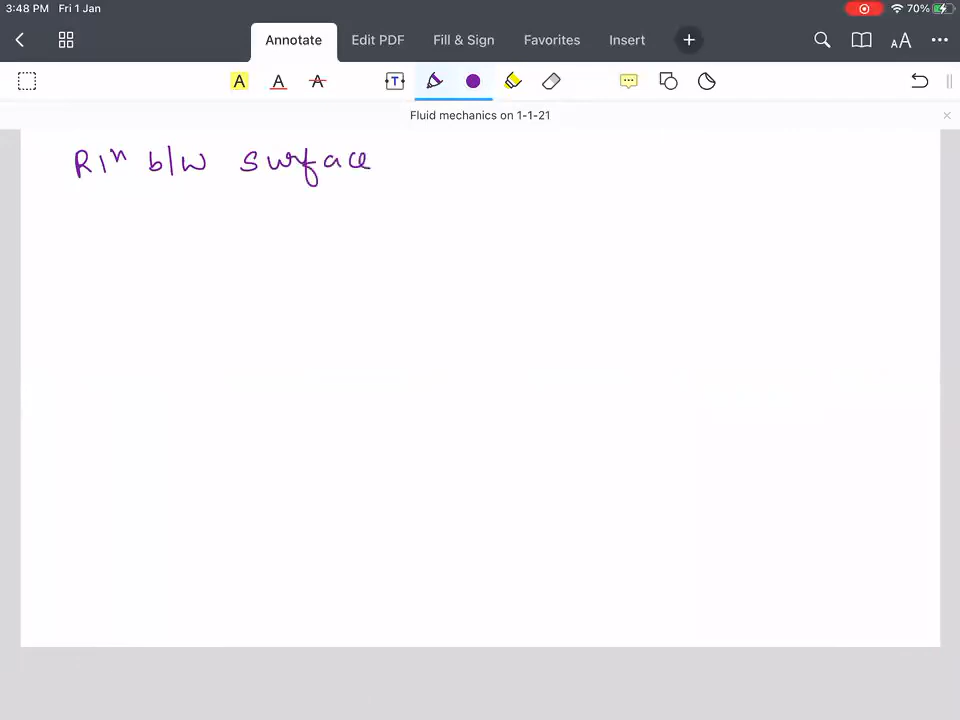 3:48 PM Fri 1 Jan 70%
Annotate Edit PDF Fill & Sign Favorites Insert
Fluid mechanics on 1-1-21
Rlⁿ b/w surface